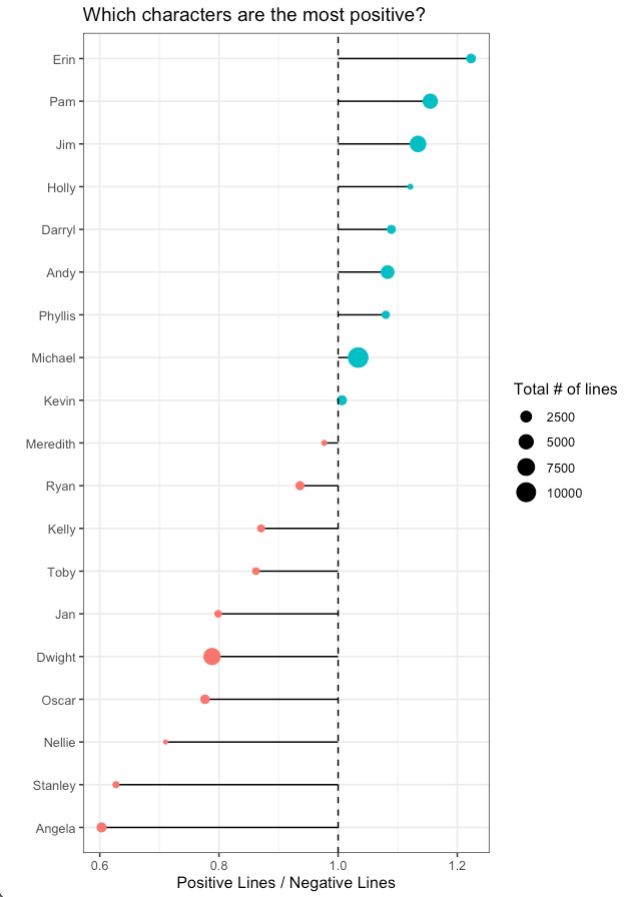 Which characters are the most positive?
Erin
Pam
Jim
Holly
Darryl
Andy
Phyllis
Michael
Kevin
Meredith
Ryan
Kelly
Toby
Jan
Dwight
Oscar
Nellie
Stanley
Angela
0.6 0.8 1.0 1.2
Positive Lines / Negative Lines
Total # of lines
2500
5000
7500
10000